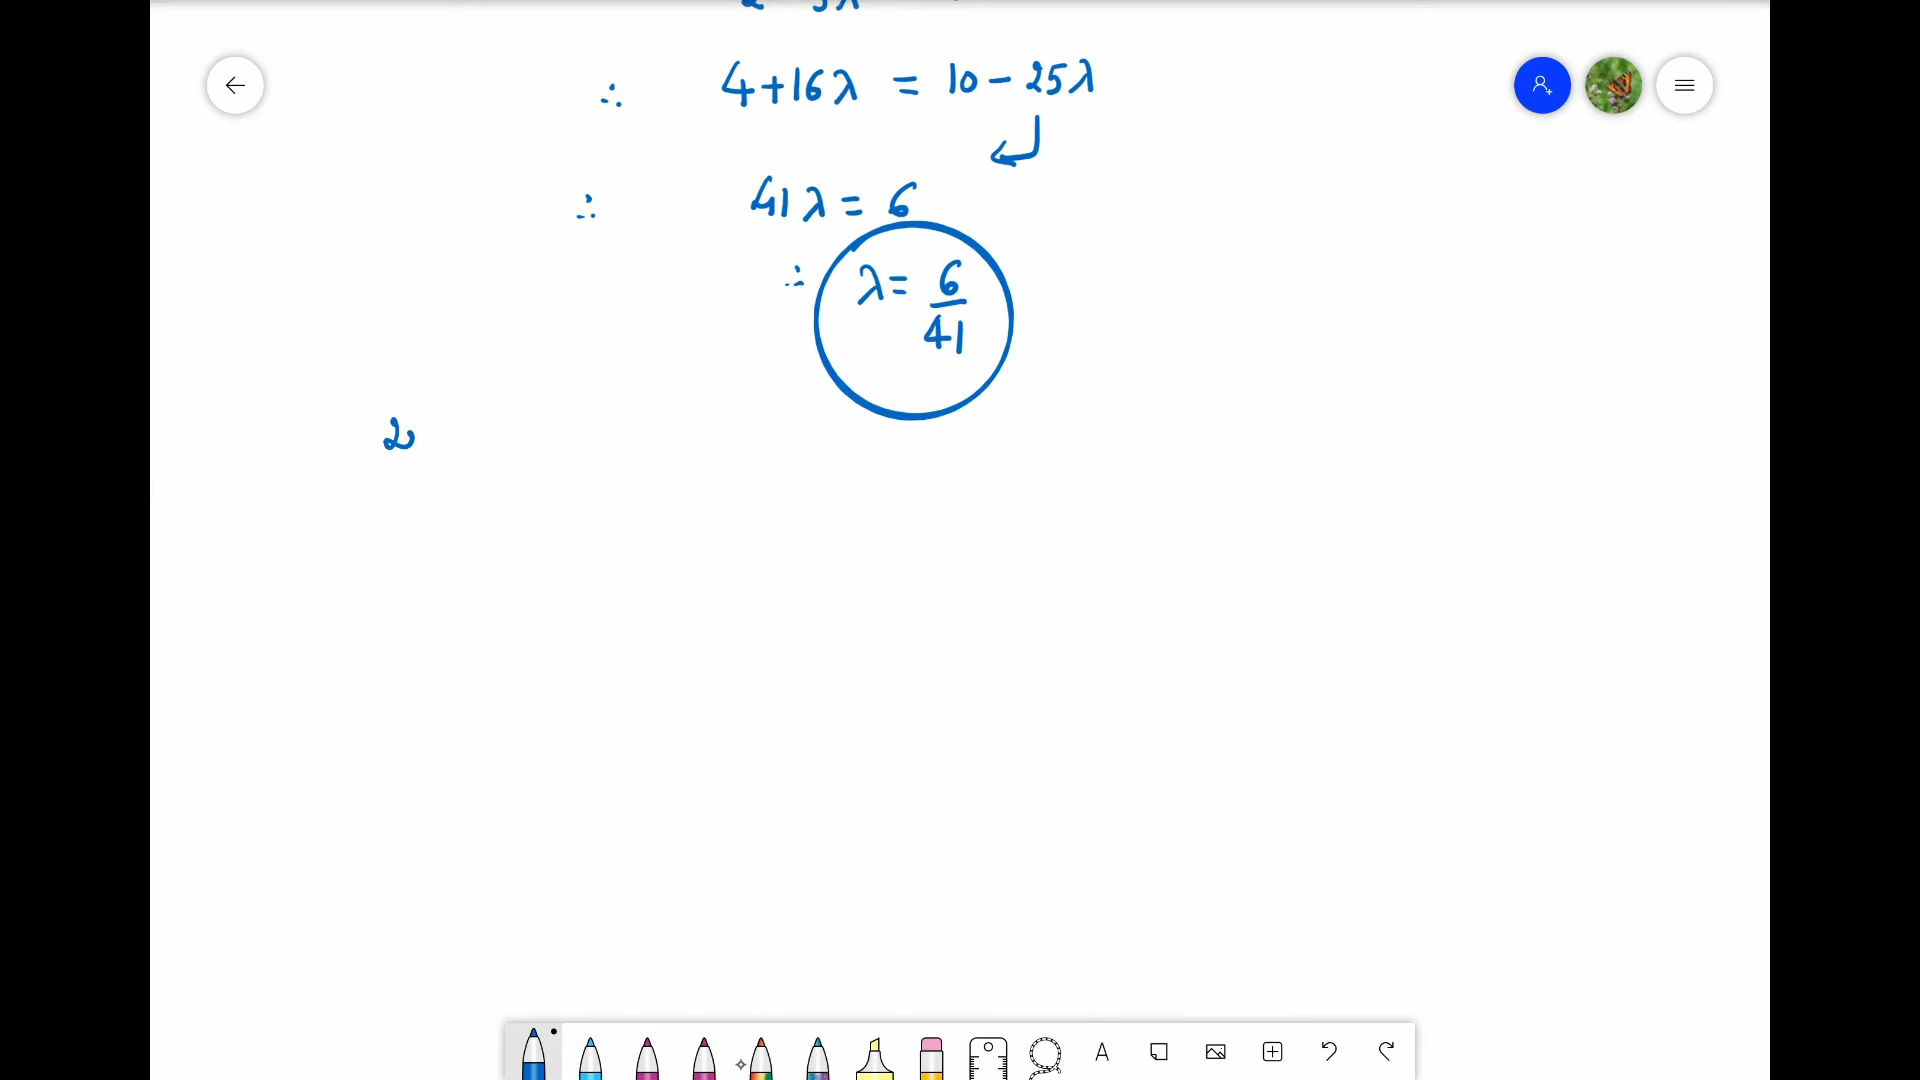 ∴ 4+16λ = 10 - 25λ
∴ 41λ = 6
∴ λ = 6/41
2